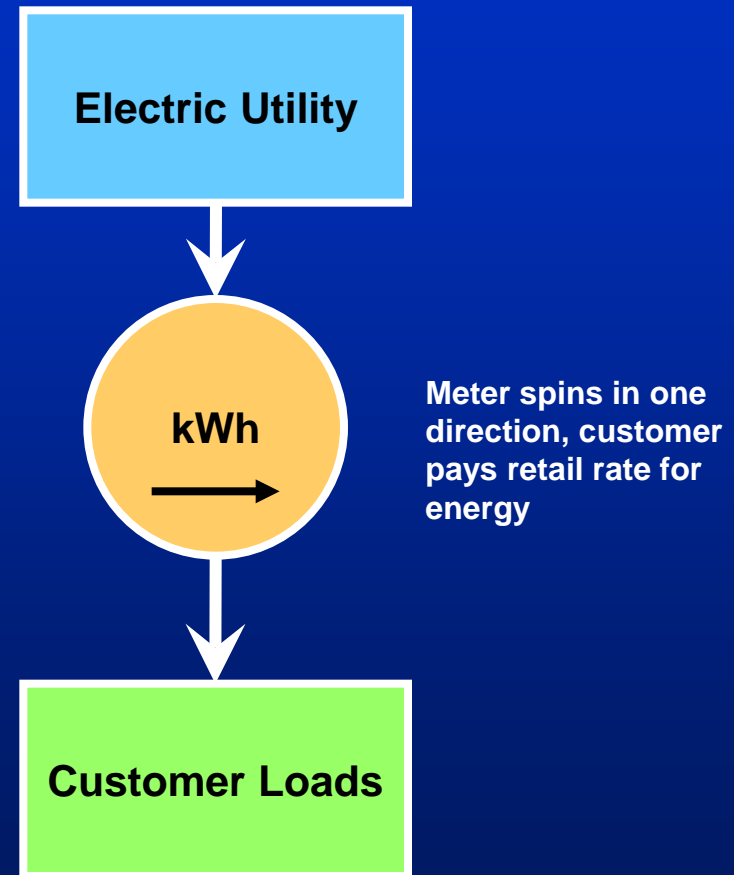 Electric Utility
kWh
Meter spins in one
direction, customer
pays retail rate for
energy
Customer Loads